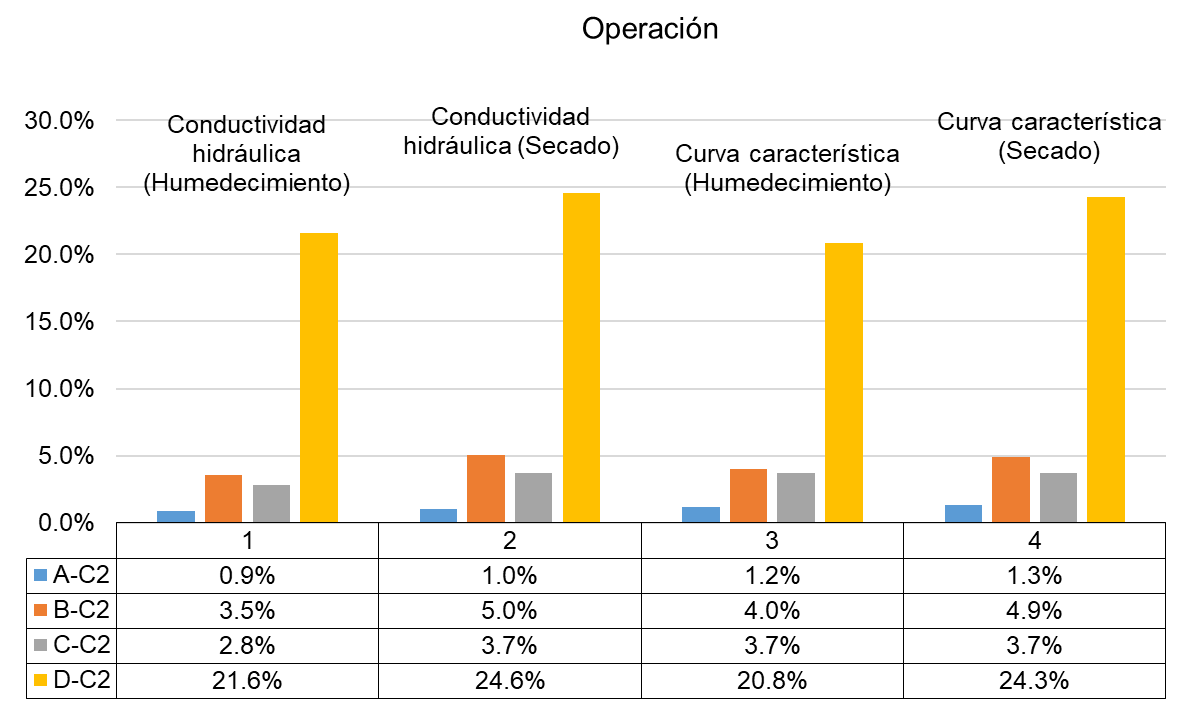 Operación
30.0%
25.0%
20.0%
15.0%
10.0%
5.0%
0.0%
Conductividad
hidráulica
(Humedecimiento)
Conductividad
hidráulica (Secado)
Curva característica
(Humedecimiento)
Curva característica
(Secado)
1 2 3 4
A-C2 0.9% 1.0% 1.2% 1.3%
B-C2 3.5% 5.0% 4.0% 4.9%
C-C2 2.8% 3.7% 3.7% 3.7%
D-C2 21.6% 24.6% 20.8% 24.3%